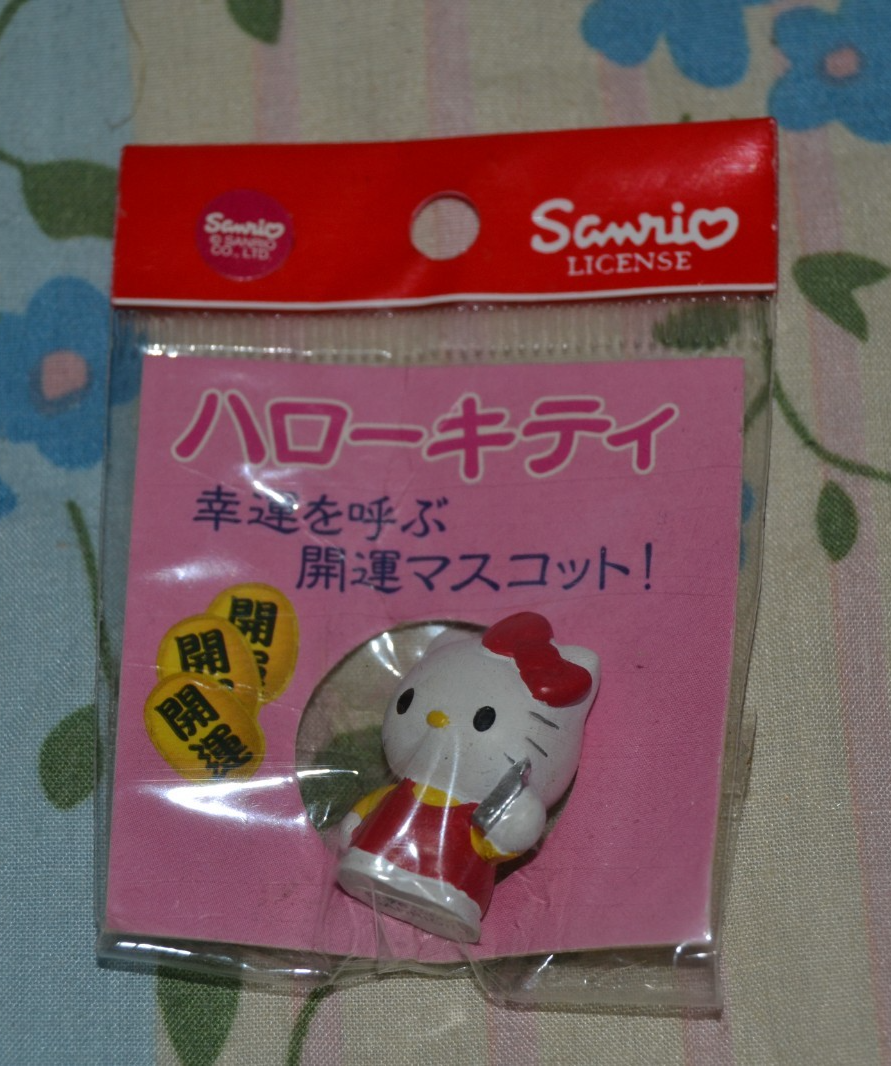 Sanrio
© SANRIO
CO., LTD.
Sanrio
LICENSE
ハローキティ
幸運を呼ぶ
開運マスコット!
開運
開
開運